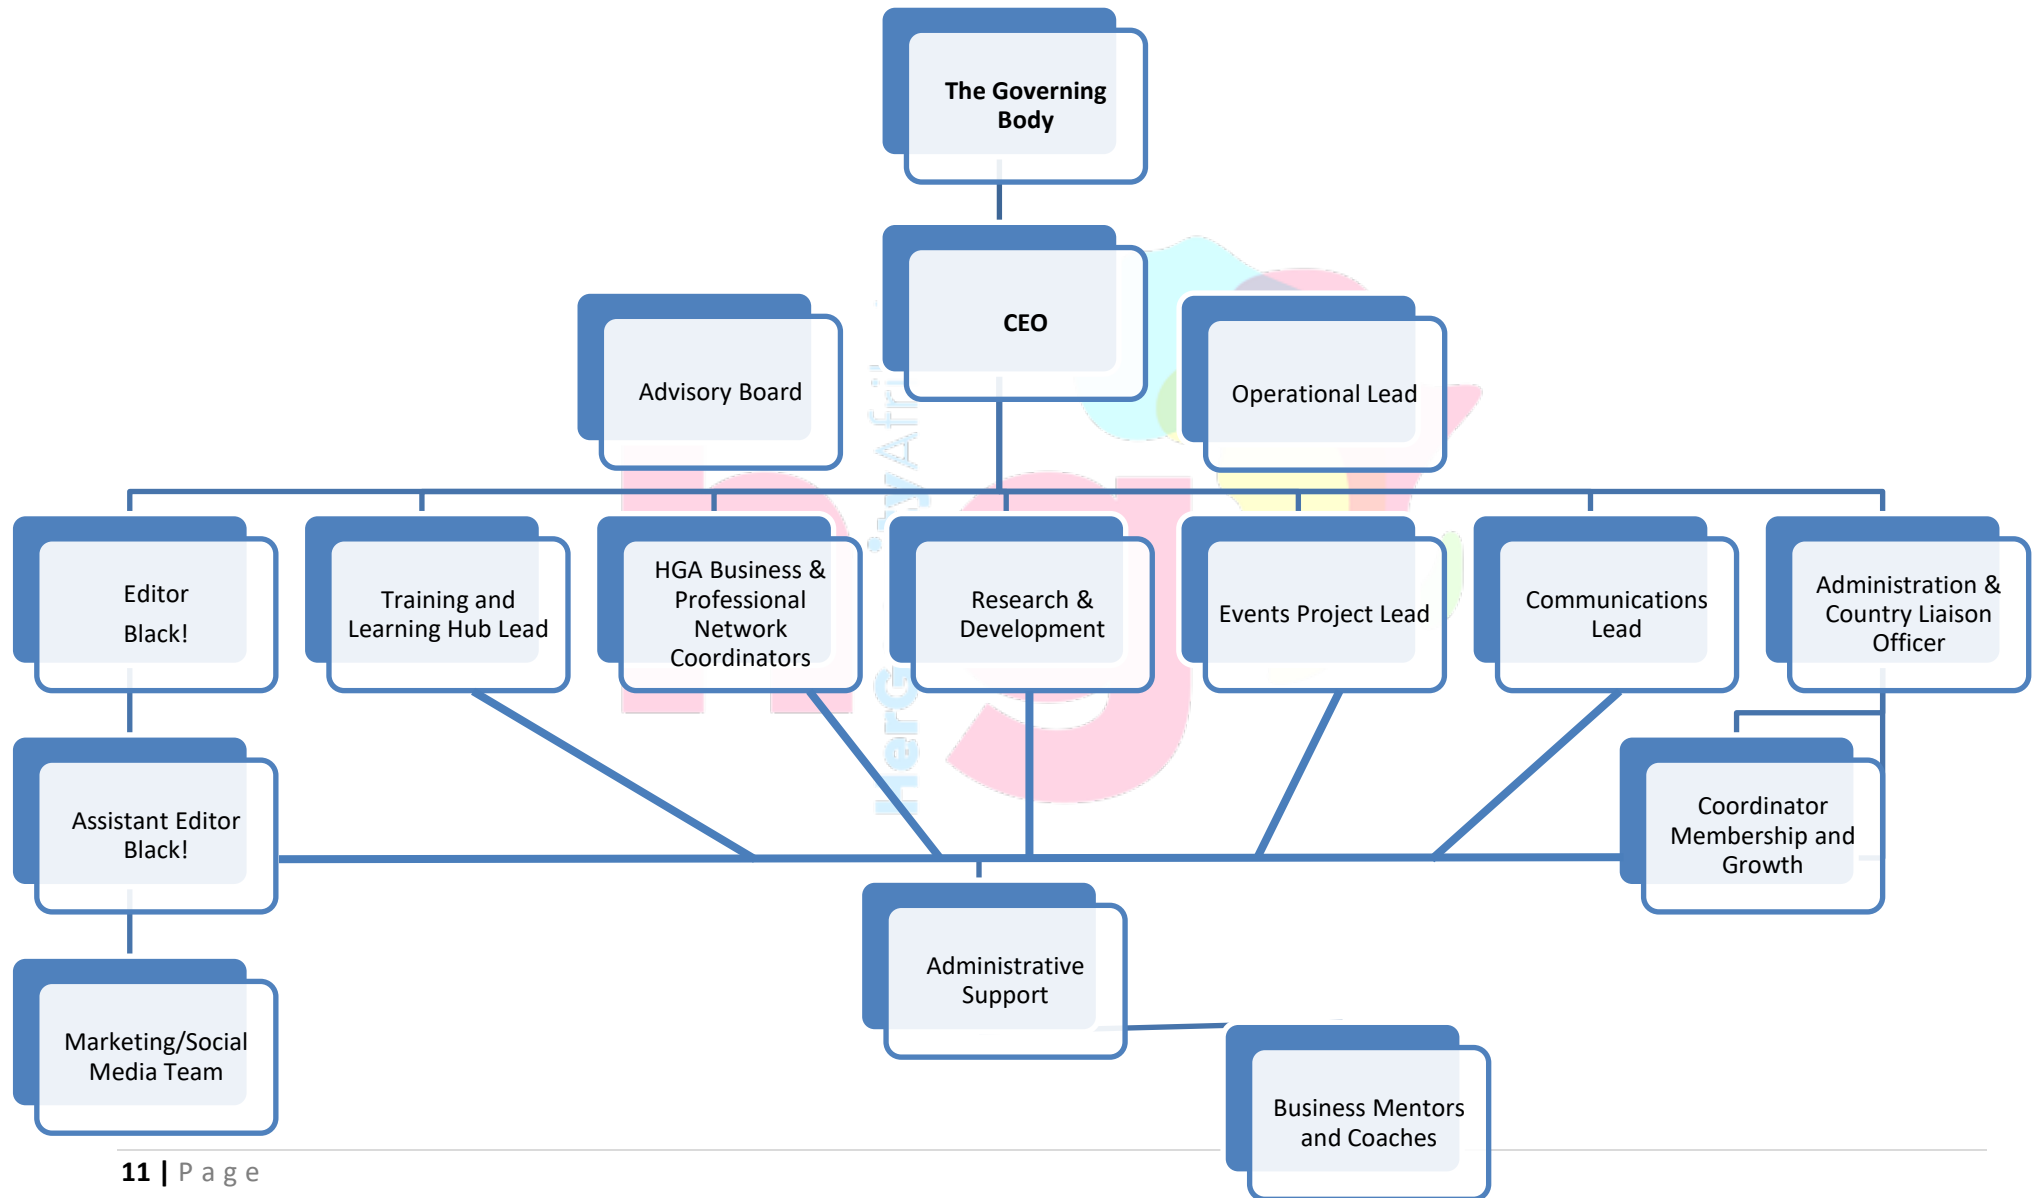 The Governing
Body
CEO
Advisory Board
Operational Lead
Editor
Black!
Training and
Learning Hub Lead
HGA Business &
Professional
Network
Coordinators
Research &
Development
Events Project Lead
Communications
Lead
Administration &
Country Liaison
Officer
Assistant Editor
Black!
Coordinator
Membership and
Growth
Administrative
Support
Marketing/Social
Media Team
Business Mentors
and Coaches
11 | Page